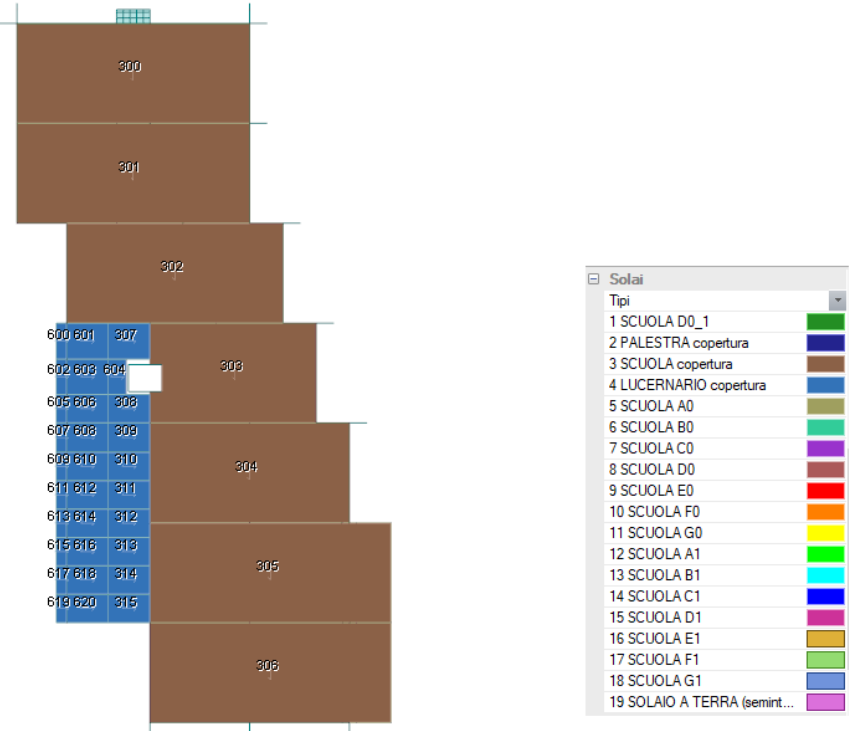 300
301
302
600 601 307
303
602 603 604
605 606 308
607 608 309
609 610 310
304
611 612 311
613 614 312
615 616 313
305
617 618 314
619 620 315
306
Solai
Tipi
1 SCUOLA D0_1
2 PALESTRA copertura
3 SCUOLA copertura
4 LUCERNARIO copertura
5 SCUOLA A0
6 SCUOLA B0
7 SCUOLA C0
8 SCUOLA D0
9 SCUOLA E0
10 SCUOLA F0
11 SCUOLA G0
12 SCUOLA A1
13 SCUOLA B1
14 SCUOLA C1
15 SCUOLA D1
16 SCUOLA E1
17 SCUOLA F1
18 SCUOLA G1
19 SOLAIO A TERRA (semint...